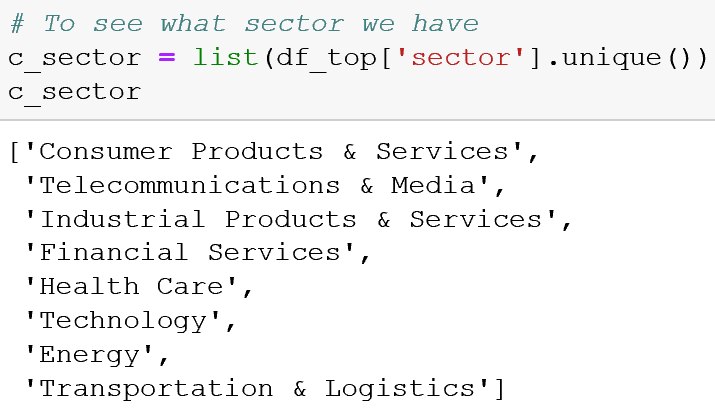 # To see what sector we have
c_sector = list(df_top['sector'].unique())
c_sector
['Consumer Products & Services',
'Telecommunications & Media',
'Industrial Products & Services',
'Financial Services',
'Health Care',
'Technology',
'Energy',
'Transportation & Logistics']